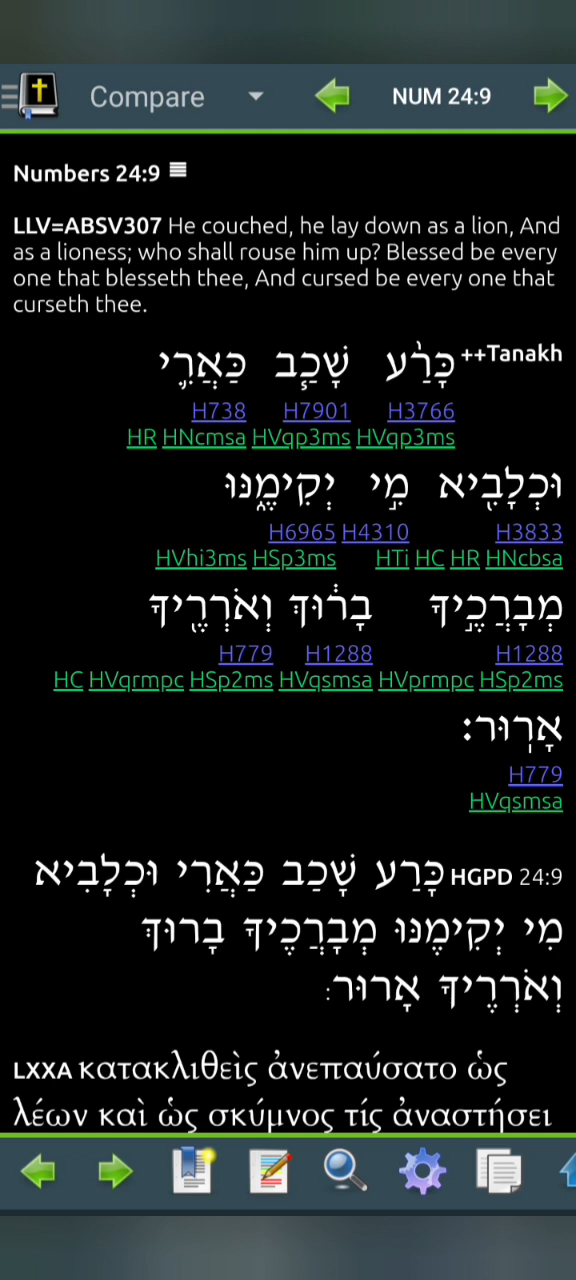 Compare
NUM 24:9
Numbers 24:9
LLV=ABSV307 He couched, he lay down as a lion, And
as a lioness; who shall rouse him up? Blessed be every
one that blesseth thee, And cursed be every one that
curseth thee.
++Tanakh כָּרַ֨ע שָׁכַ֧ב כַּאֲרִ֛י
H738 H7901 H3766
HR HNcmsa HVqp3ms HVqp3ms
וּכְלָבִ֖יא מִ֣י יְקִימֶ֑נּוּ
H6965 H4310 H3833
HVhi3ms HSp3ms HTi HC HR HNcbsa
מְבָרֲכֶ֣יךָ בָר֔וּךְ וְאֹרְרֶ֖יךָ
H779 H1288 H1288
HC HVqrmpc HSp2ms HVqsmsa HVprmpc HSp2ms
אָרֽוּר׃
H779
HVqsmsa
HGPD 24:9 כָּרַע שָׁכַב כַּאֲרִי וּכְלָבִיא
מִי יְקִימֶנּוּ מְבָרֲכֶיךָ בָרוּךְ
וְאֹרְרֶיךָ אָרוּר׃
LXXA κατακλιθεὶς ἀνεπαύσατο ὡς
λέων καὶ ὡς σκύμνος τίς ἀναστήσει